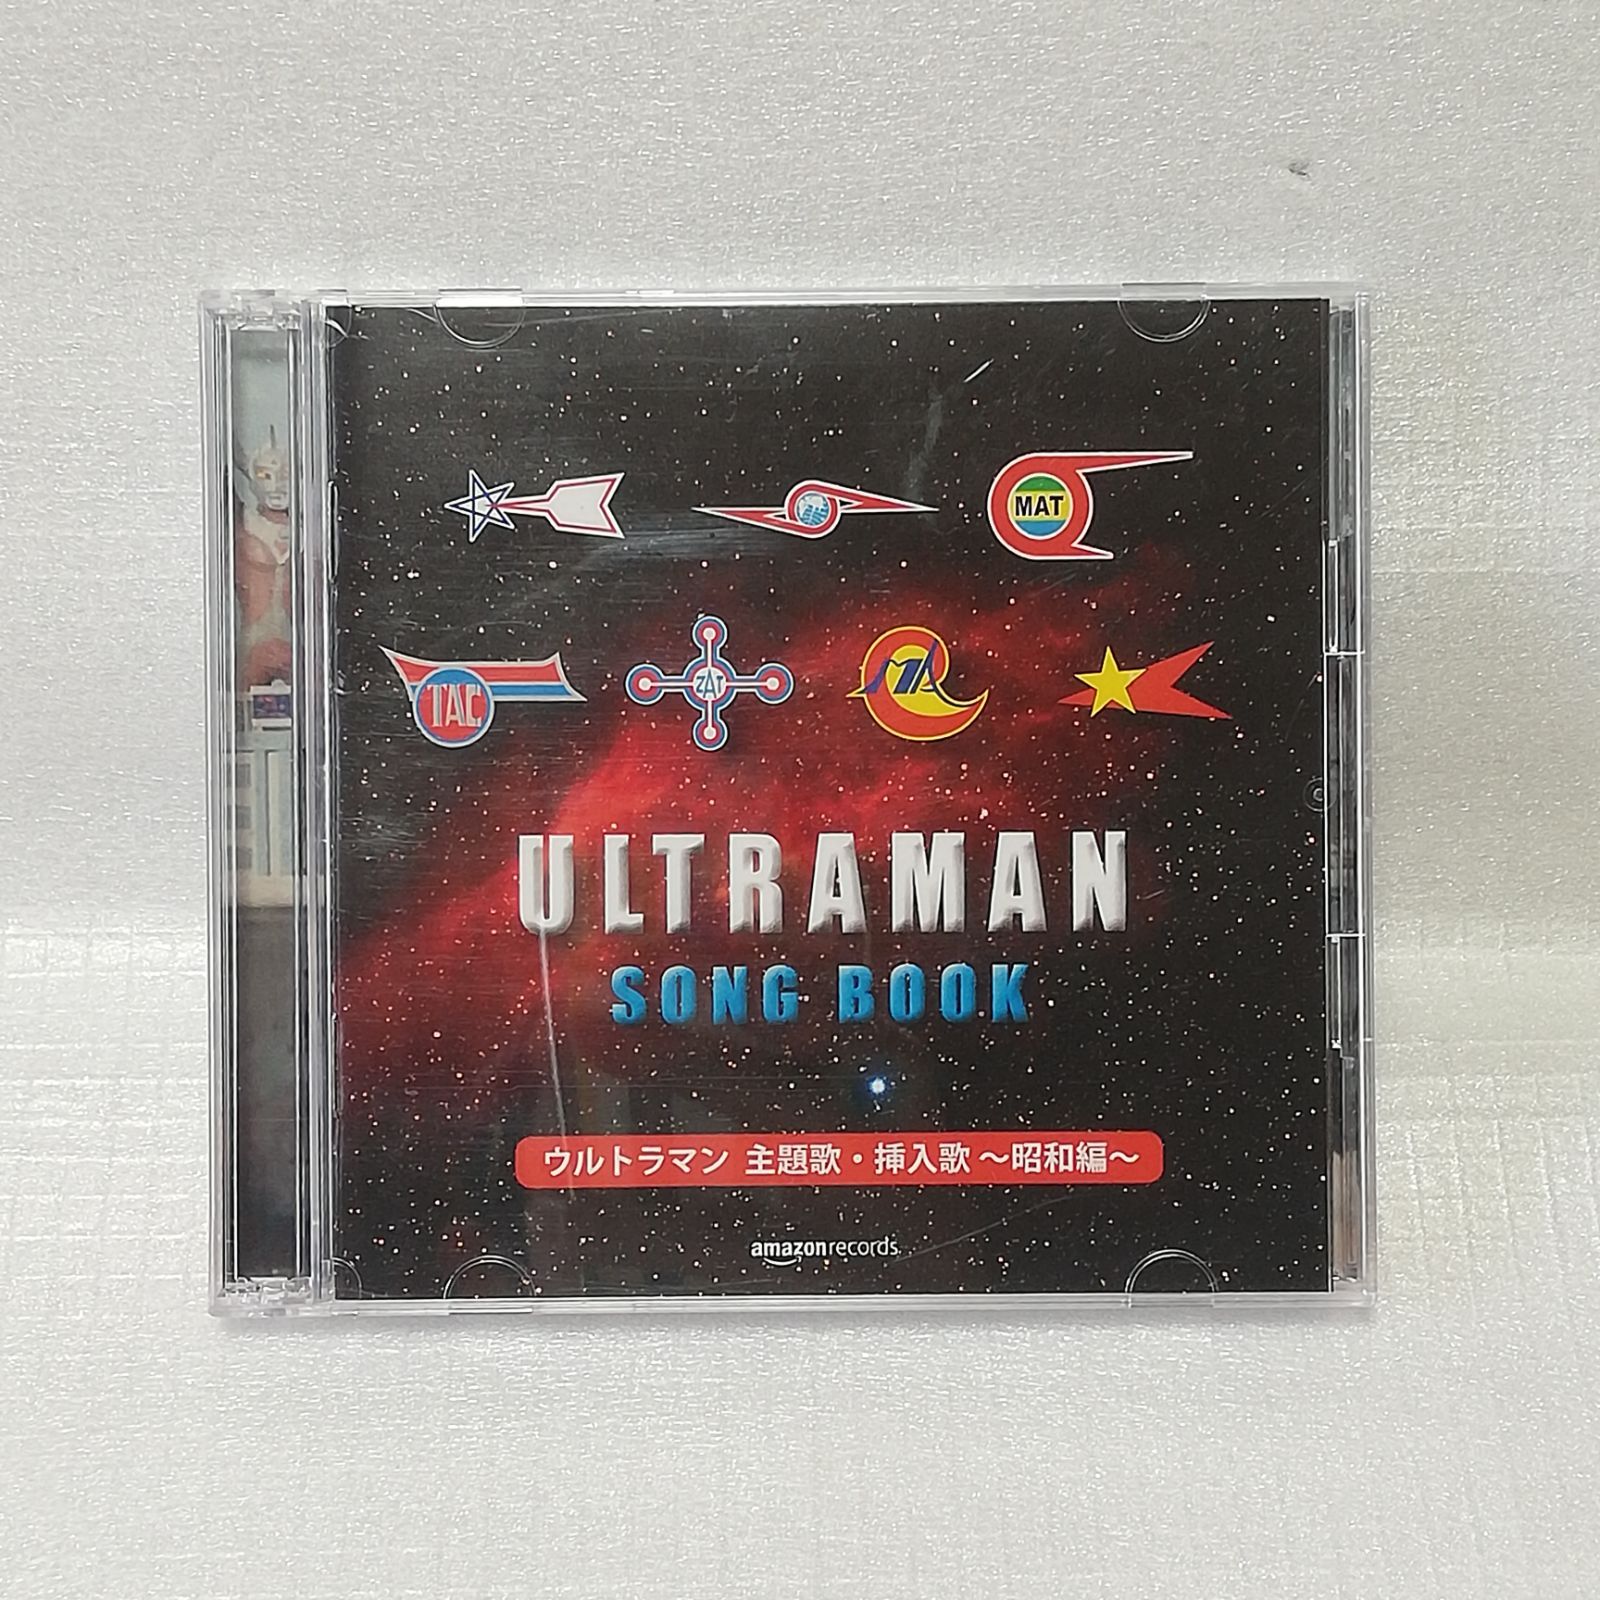 MAT
TAC
ZAT
MA
ULTRAMAN
SONG BOOK
ウルトラマン 主題歌・挿入歌 ～昭和編～
amazonrecords